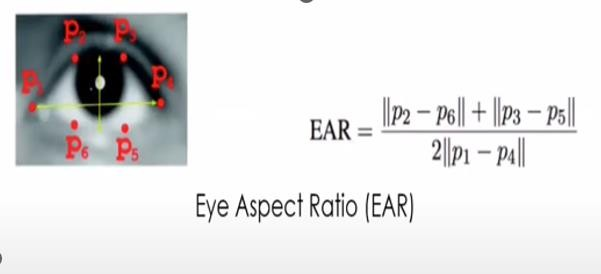 p₂ p₃
p₁ p₄
p₆ p₅
EAR = ||p₂ − p₆|| + ||p₃ − p₅|| / 2||p₁ − p₄||
Eye Aspect Ratio (EAR)